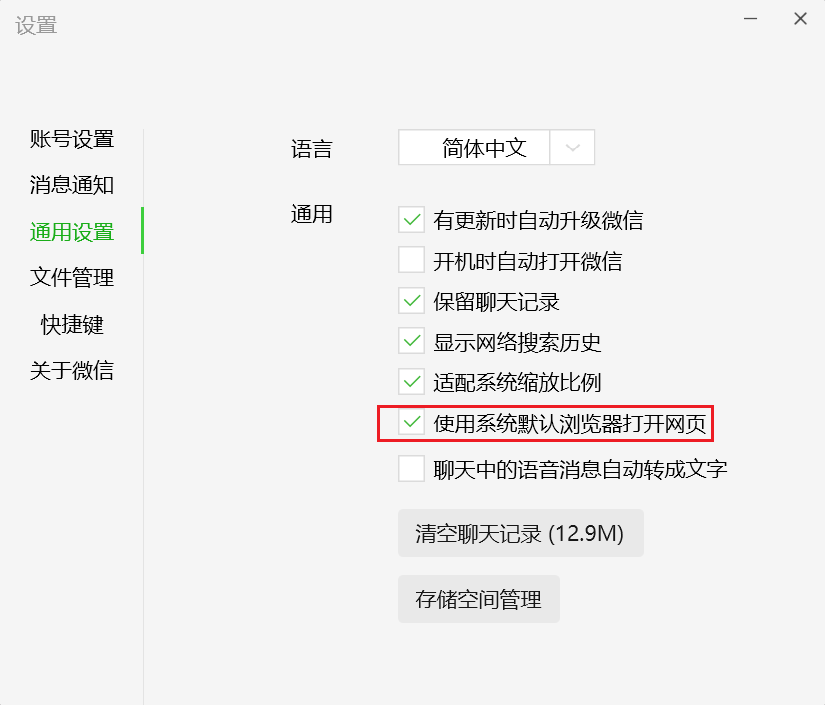 设置
账号设置
消息通知
通用设置
文件管理
快捷键
关于微信
语言
简体中文
通用
有更新时自动升级微信
开机时自动打开微信
保留聊天记录
显示网络搜索历史
适配系统缩放比例
使用系统默认浏览器打开网页
聊天中的语音消息自动转成文字
清空聊天记录 (12.9M)
存储空间管理